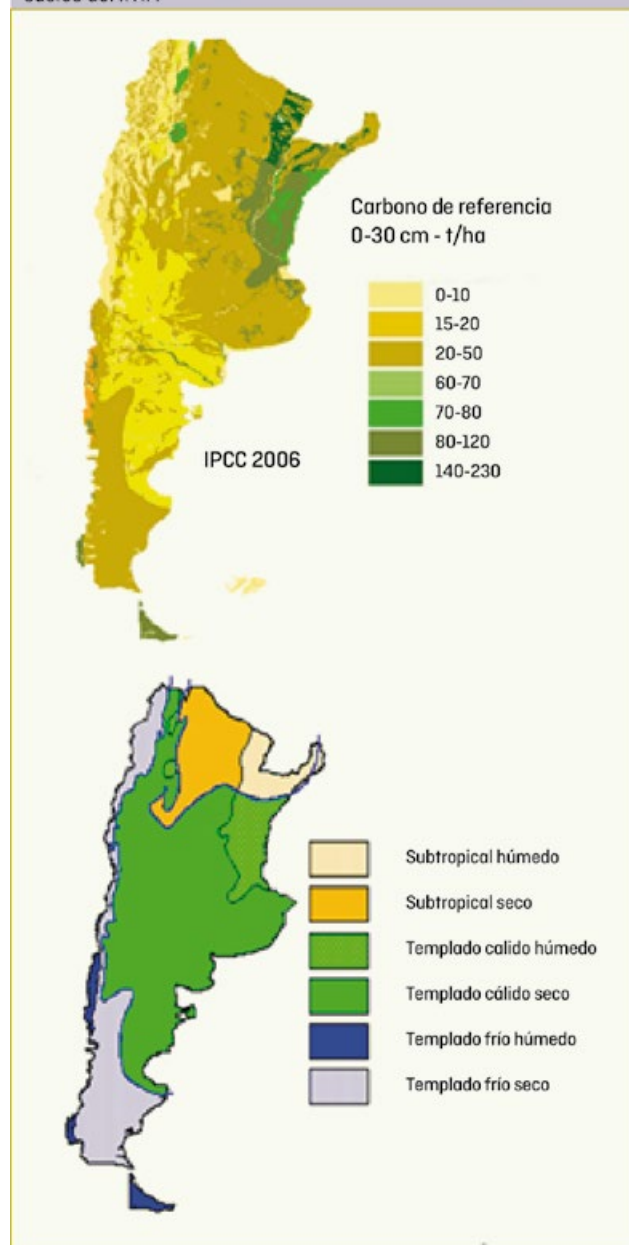 Carbono de referencia
0-30 cm - t/ha
0-10
15-20
20-50
60-70
70-80
80-120
140-230
IPCC 2006
Subtropical húmedo
Subtropical seco
Templado calido húmedo
Templado cálido seco
Templado frío húmedo
Templado frío seco